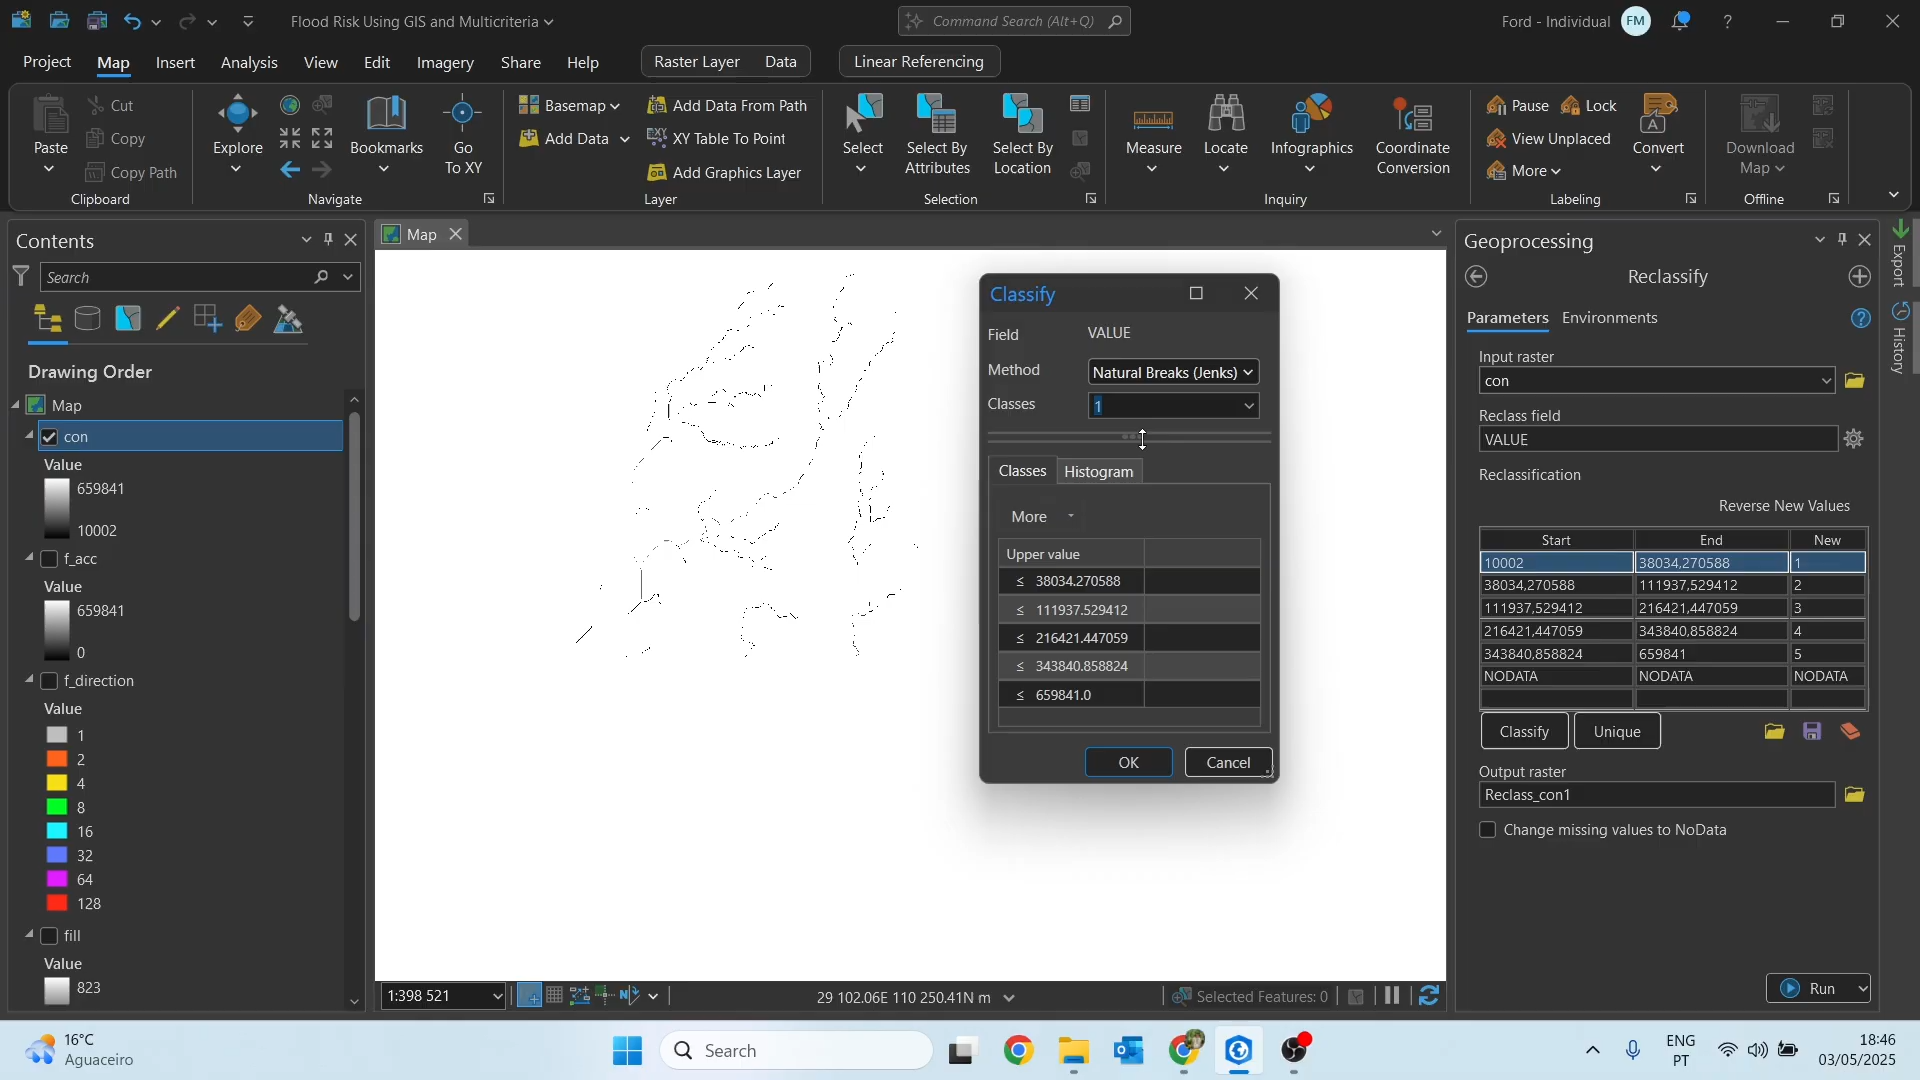 Flood Risk Using GIS and Multicriteria
Command Search (Alt+Q)
Ford - Individual
FM
?
Project
Map
Insert
Analysis
View
Edit
Imagery
Share
Help
Raster Layer
Data
Linear Referencing
Paste
Cut
Copy
Copy Path
Clipboard
Explore
Bookmarks
Go
To XY
Navigate
Basemap
Add Data
Add Data From Path
XY Table To Point
Add Graphics Layer
Layer
Select
Select By
Attributes
Select By
Location
Selection
Measure
Locate
Infographics
Coordinate
Conversion
Inquiry
Pause
Lock
View Unplaced
More
Convert
Labeling
Download
Map
Offline
Contents
Search
Drawing Order
Map
con
Value
659841
10002
f_acc
Value
659841
0
f_direction
Value
1
2
4
8
16
32
64
128
fill
Value
823
Map
1:398 521
29 102.06E 110 250.41N m
Selected Features: 0
Classify
Field
VALUE
Method
Natural Breaks (Jenks)
Classes
1
Classes
Histogram
More
Upper value
≤ 38034.270588
≤ 111937.529412
≤ 216421.447059
≤ 343840.858824
≤ 659841.0
OK
Cancel
Geoprocessing
Reclassify
Parameters
Environments
?
Input raster
con
Reclass field
VALUE
Reclassification
Reverse New Values
Start End New
10002 38034,270588 1
38034,270588 111937,529412 2
111937,529412 216421,447059 3
216421,447059 343840,858824 4
343840,858824 659841 5
NODATA NODATA NODATA
Classify
Unique
Output raster
Reclass_con1
Change missing values to NoData
Run
Export
History
16°C
Aguaceiro
Search
ENG
PT
18:46
03/05/2025